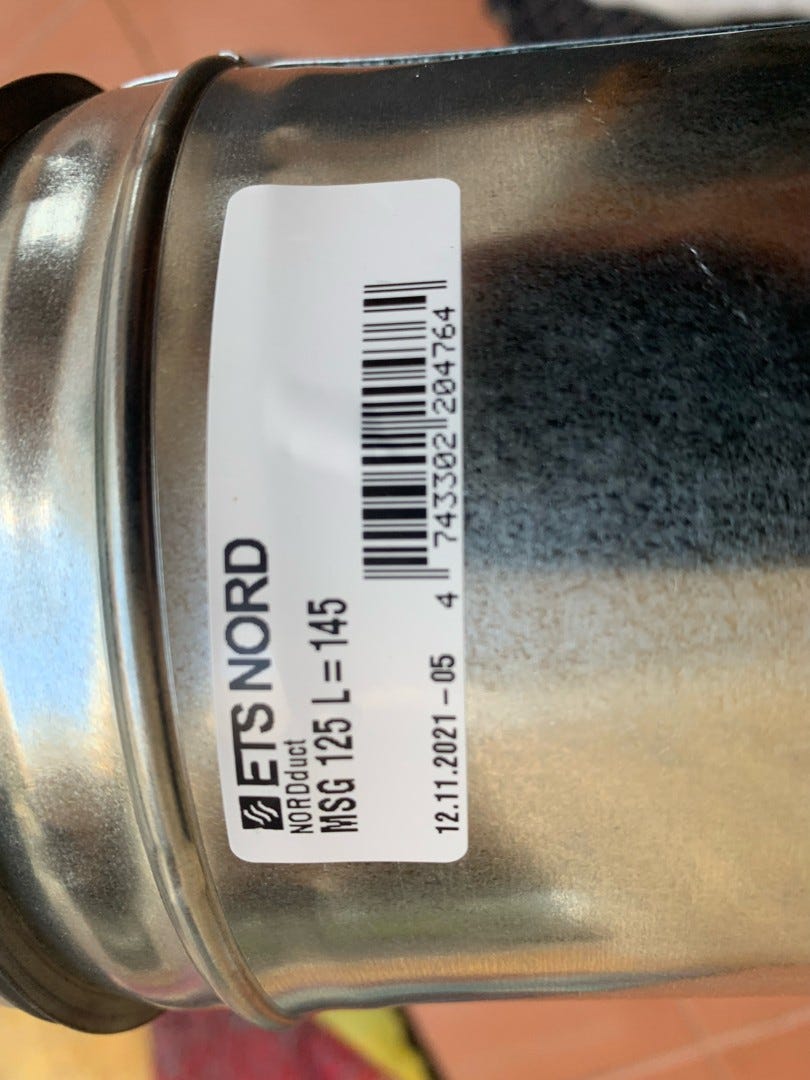 ETS NORD
NORDduct
MSG 125 L = 145
12.11.2021 - 05
4 743302 204764